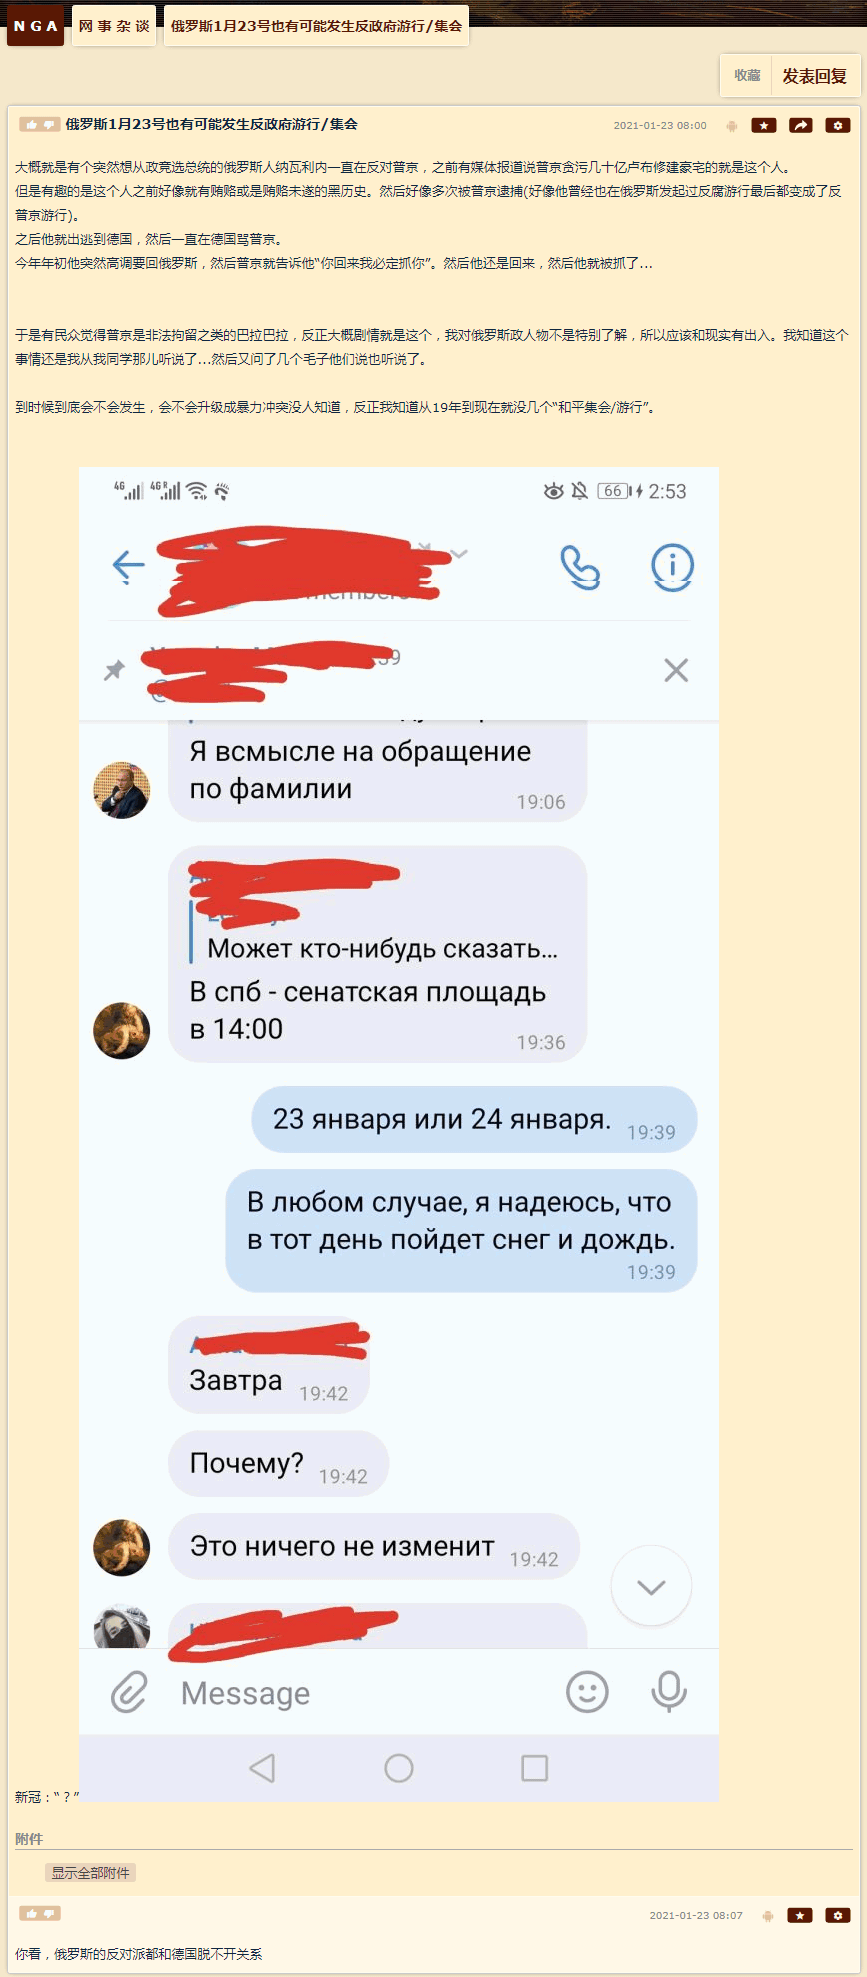 NGA 网事杂谈 俄罗斯1月23号也有可能发生反政府游行/集会
收藏 发表回复
俄罗斯1月23号也有可能发生反政府游行/集会 2021-01-23 08:00
大概就是有个突然想从政竞选总统的俄罗斯人纳瓦利内一直在反对普京，之前有媒体报道说普京贪污几十亿卢布修建豪宅的就是这个人。
但是有趣的是这个人之前好像就有贿赂或是贿赂未遂的黑历史。然后好像多次被普京逮捕(好像他曾经也在俄罗斯发起过反腐游行最后都变成了反
普京游行)。
之后他就出逃到德国，然后一直在德国骂普京。
今年年初他突然高调要回俄罗斯，然后普京就告诉他“你回来我必定抓你”。然后他还是回来，然后他就被抓了...
于是有民众觉得普京是非法拘留之类的巴拉巴拉，反正大概剧情就是这个，我对俄罗斯政人物不是特别了解，所以应该和现实有出入。我知道这个
事情还是我从我同学那儿听说了...然后又问了几个毛子他们说也听说了。
到时候到底会不会发生，会不会升级成暴力冲突没人知道，反正我知道从19年到现在就没几个“和平集会/游行”。
4G 4G R 66 2:53
39
Я всмысле на обращение
по фамилии
19:06
Может кто-нибудь сказать...
В спб - сенатская площадь
в 14:00
19:36
23 января или 24 января. 19:39
В любом случае, я надеюсь, что
в тот день пойдет снег и дождь.
19:39
Завтра 19:42
Почему? 19:42
Это ничего не изменит 19:42
Message
新冠：“？”
附件
显示全部附件
2021-01-23 08:07
你看，俄罗斯的反对派都和德国脱不开关系